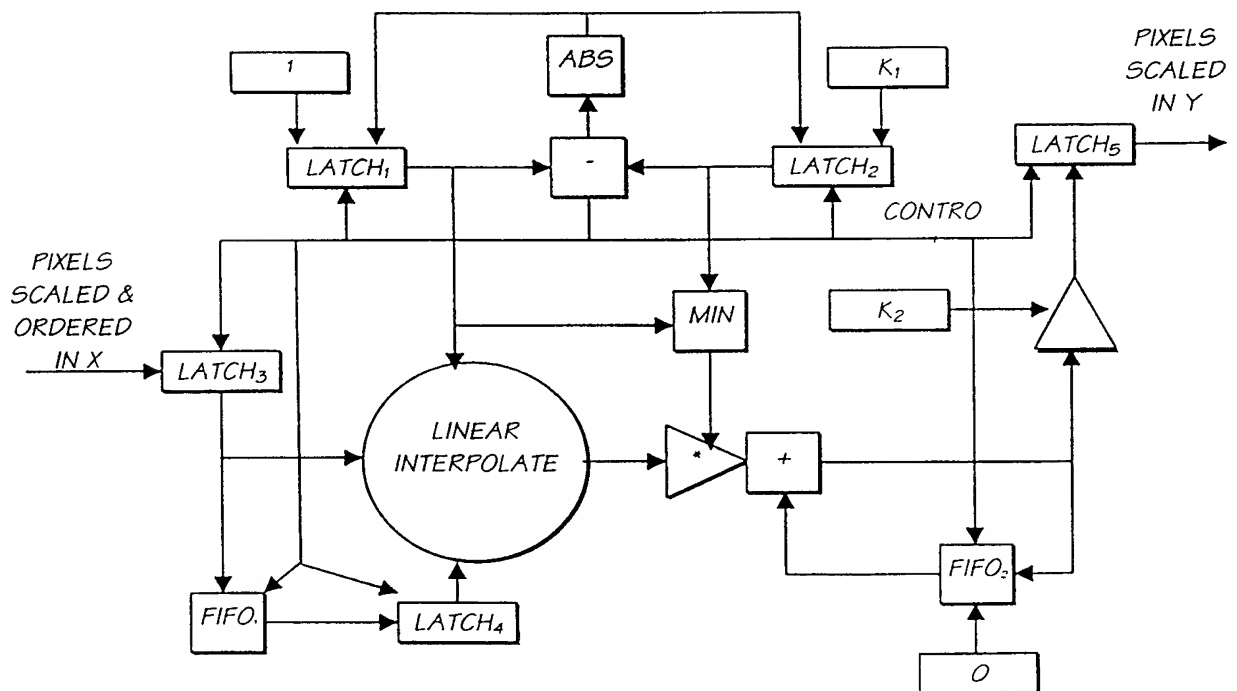 ABS
1
K₁
PIXELS
SCALED
IN Y
LATCH₁
-
LATCH₂
LATCH₅
CONTRO
PIXELS
SCALED &
ORDERED
IN X
LATCH₃
MIN
K₂
LINEAR
INTERPOLATE
*
+
FIFO.
LATCH₄
FIFO₂
0